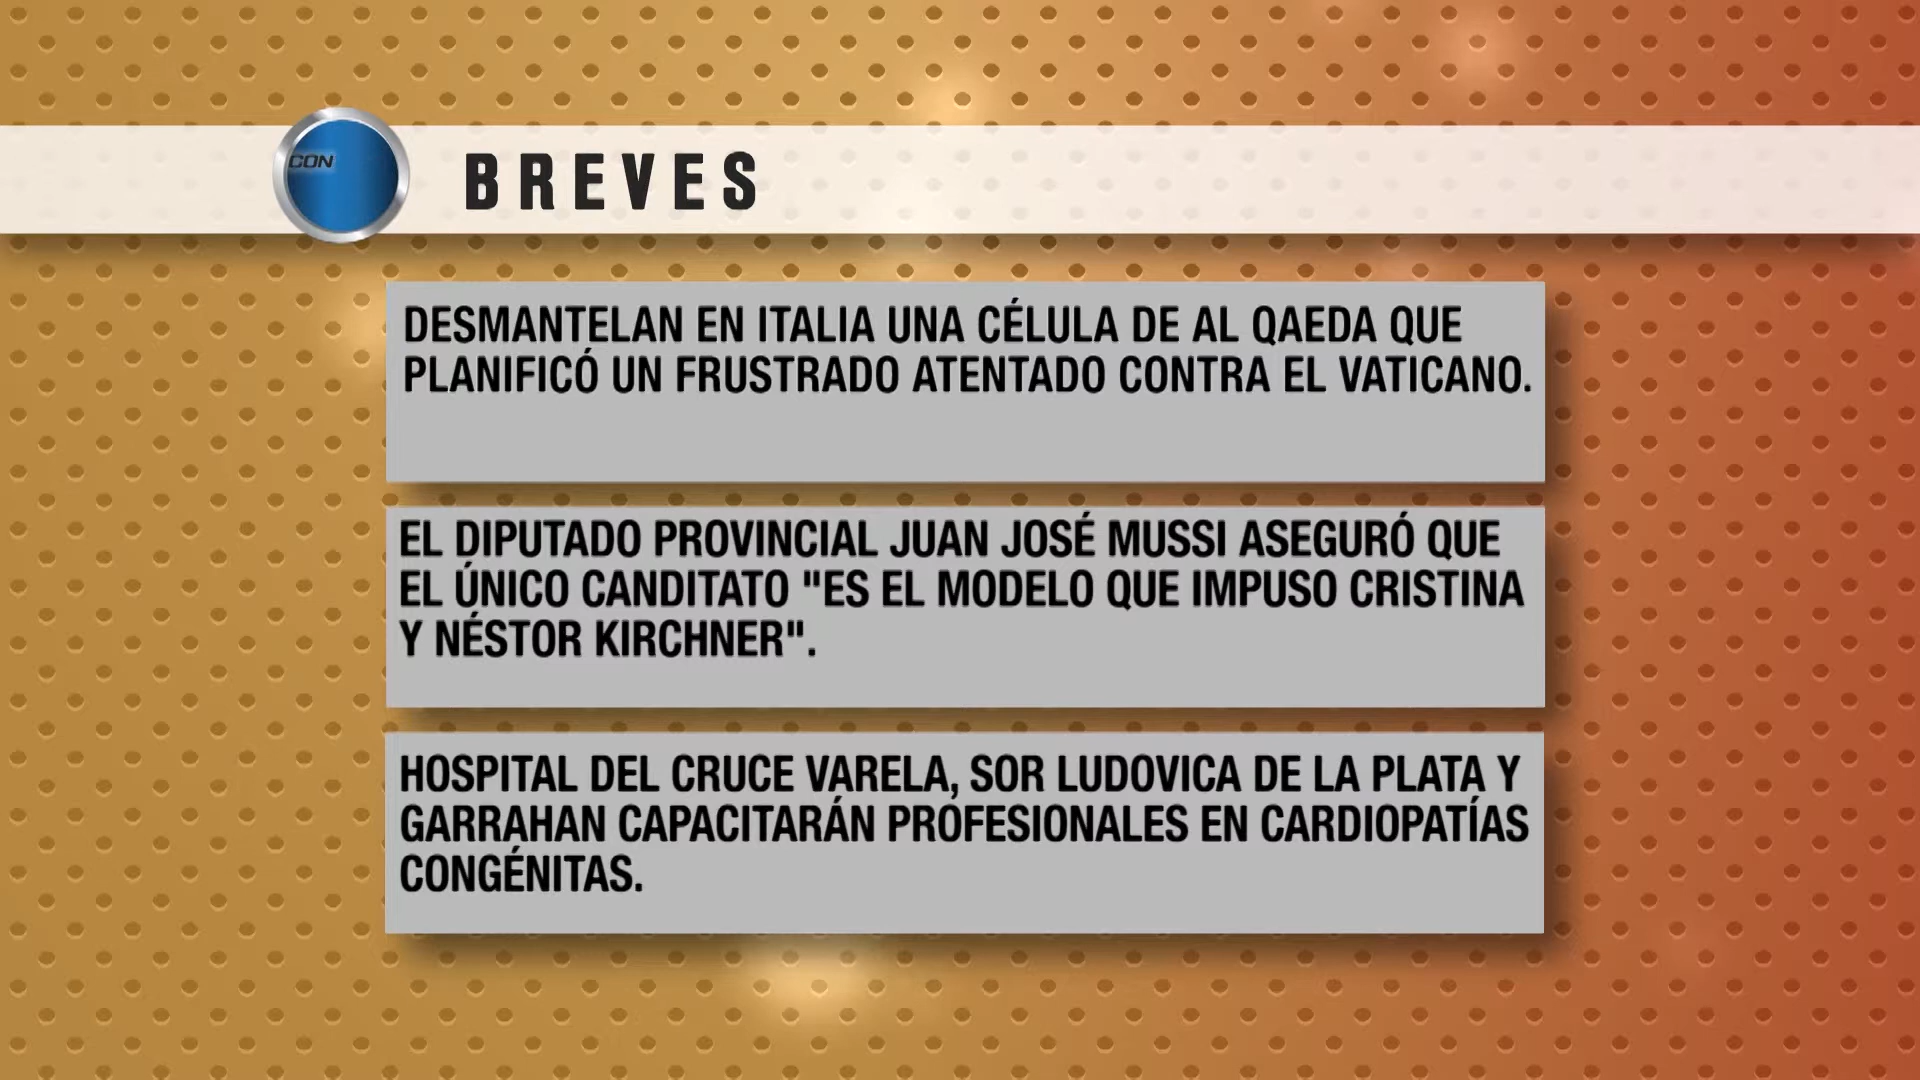 CON
BREVES
DESMANTELAN EN ITALIA UNA CÉLULA DE AL QAEDA QUE
PLANIFICÓ UN FRUSTRADO ATENTADO CONTRA EL VATICANO.
EL DIPUTADO PROVINCIAL JUAN JOSÉ MUSSI ASEGURÓ QUE
EL ÚNICO CANDITATO "ES EL MODELO QUE IMPUSO CRISTINA
Y NÉSTOR KIRCHNER".
HOSPITAL DEL CRUCE VARELA, SOR LUDOVICA DE LA PLATA Y
GARRAHAN CAPACITARÁN PROFESIONALES EN CARDIOPATÍAS
CONGÉNITAS.